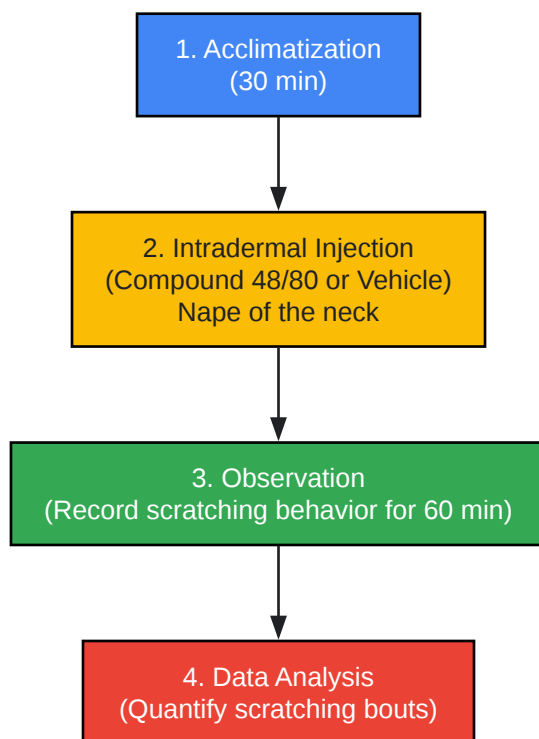 1. Acclimatization
(30 min)
2. Intradermal Injection
(Compound 48/80 or Vehicle)
Nape of the neck
3. Observation
(Record scratching behavior for 60 min)
4. Data Analysis
(Quantify scratching bouts)